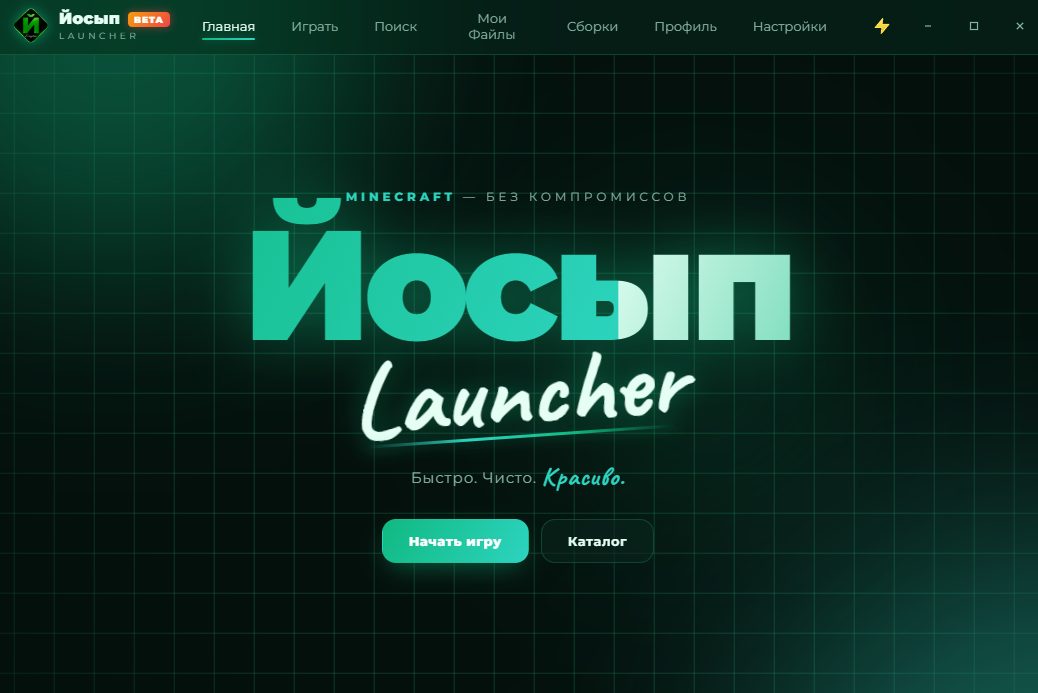 Йосып BETA
LAUNCHER
Главная
Играть
Поиск
Мои
Файлы
Сборки
Профиль
Настройки
MINECRAFT — БЕЗ КОМПРОМИССОВ
Йосып
Launcher
Быстро. Чисто. Красиво.
Начать игру
Каталог